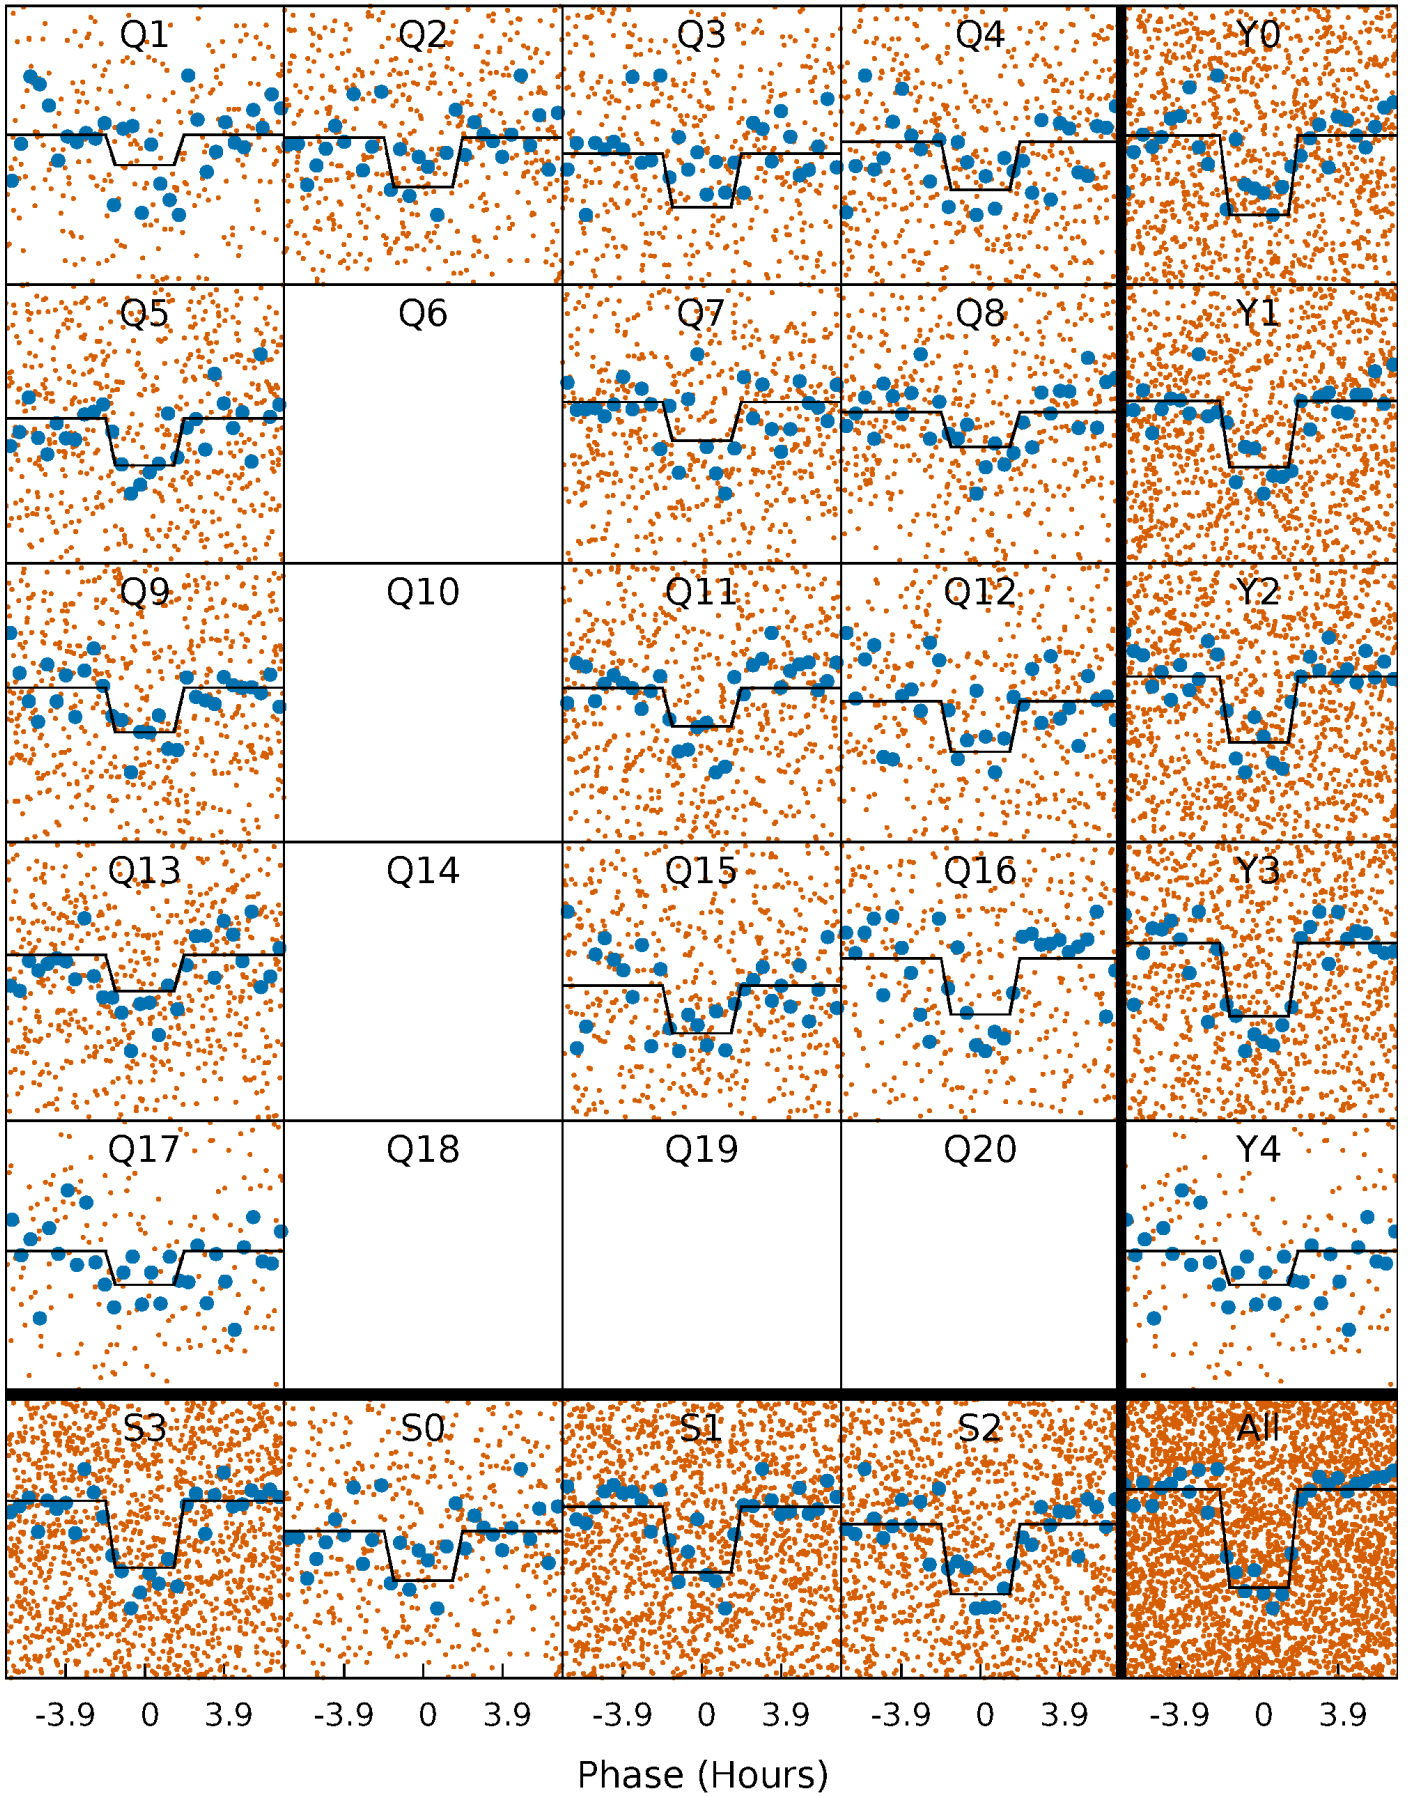 Q1 Q2 Q3 Q4 Y0
Q5 Q6 Q7 Q8 Y1
Q9 Q10 Q11 Q12 Y2
Q13 Q14 Q15 Q16 Y3
Q17 Q18 Q19 Q20 Y4
S3 S0 S1 S2 All
-3.9 0 3.9 -3.9 0 3.9 -3.9 0 3.9 -3.9 0 3.9 -3.9 0 3.9
Phase (Hours)